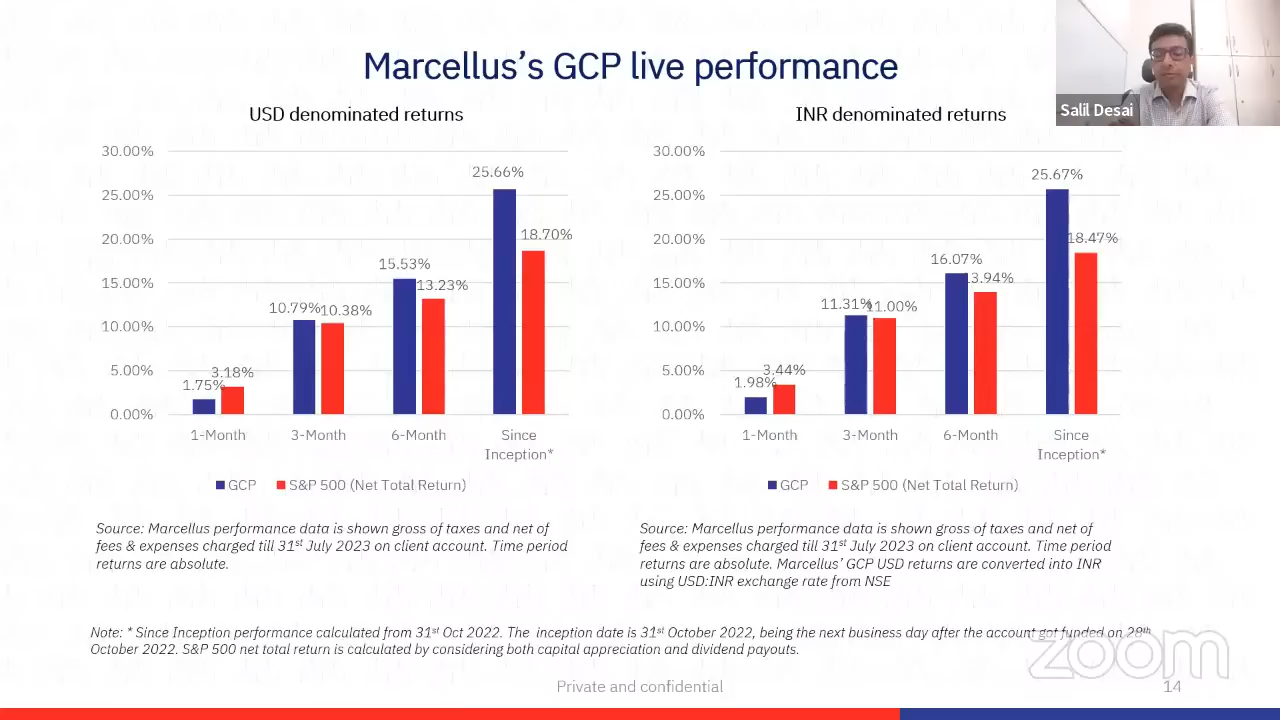 Marcellus's GCP live performance
Salil Desai
USD denominated returns
30.00%
25.00%
20.00%
15.00%
10.00%
5.00%
0.00%
1.75%
3.18%
10.79%
10.38%
15.53%
13.23%
25.66%
18.70%
1-Month
3-Month
6-Month
Since
Inception*
GCP
S&P 500 (Net Total Return)
INR denominated returns
30.00%
25.00%
20.00%
15.00%
10.00%
5.00%
0.00%
1.98%
3.44%
11.31%
11.00%
16.07%
13.94%
25.67%
18.47%
1-Month
3-Month
6-Month
Since
Inception*
GCP
S&P 500 (Net Total Return)
Source: Marcellus performance data is shown gross of taxes and net of
fees & expenses charged till 31st July 2023 on client account. Time period
returns are absolute.
Source: Marcellus performance data is shown gross of taxes and net of
fees & expenses charged till 31st July 2023 on client account. Time period
returns are absolute. Marcellus' GCP USD returns are converted into INR
using USD:INR exchange rate from NSE
Note: * Since Inception performance calculated from 31st Oct 2022. The inception date is 31st October 2022, being the next business day after the account got funded on 28th
October 2022. S&P 500 net total return is calculated by considering both capital appreciation and dividend payouts.
zoom
Private and confidential
14